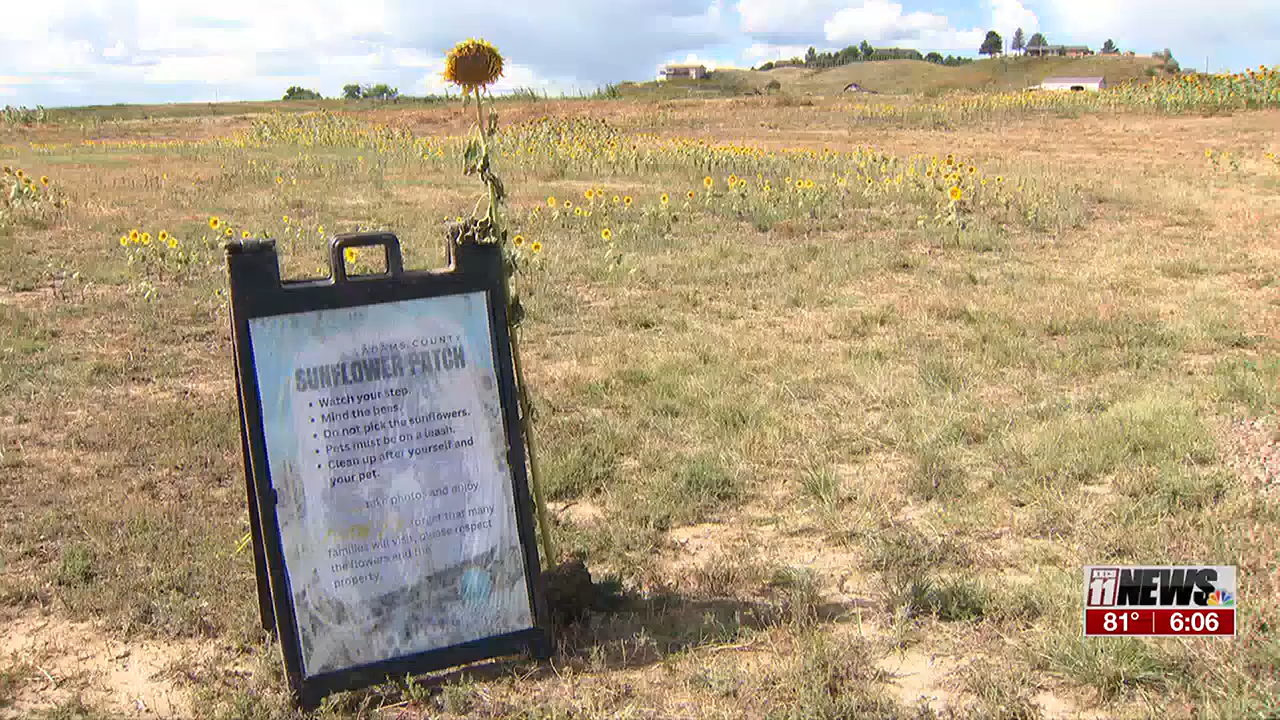 ADAMS COUNTY
SUNFLOWER PATCH
• Watch your step.
• Mind the bees.
• Do not pick the sunflowers.
• Pets must be on a leash.
• Clean up after yourself and
your pet.
take photos and enjoy
forget that many
families will visit, please respect
the flowers and the
property.
11 NEWS
81° 6:06